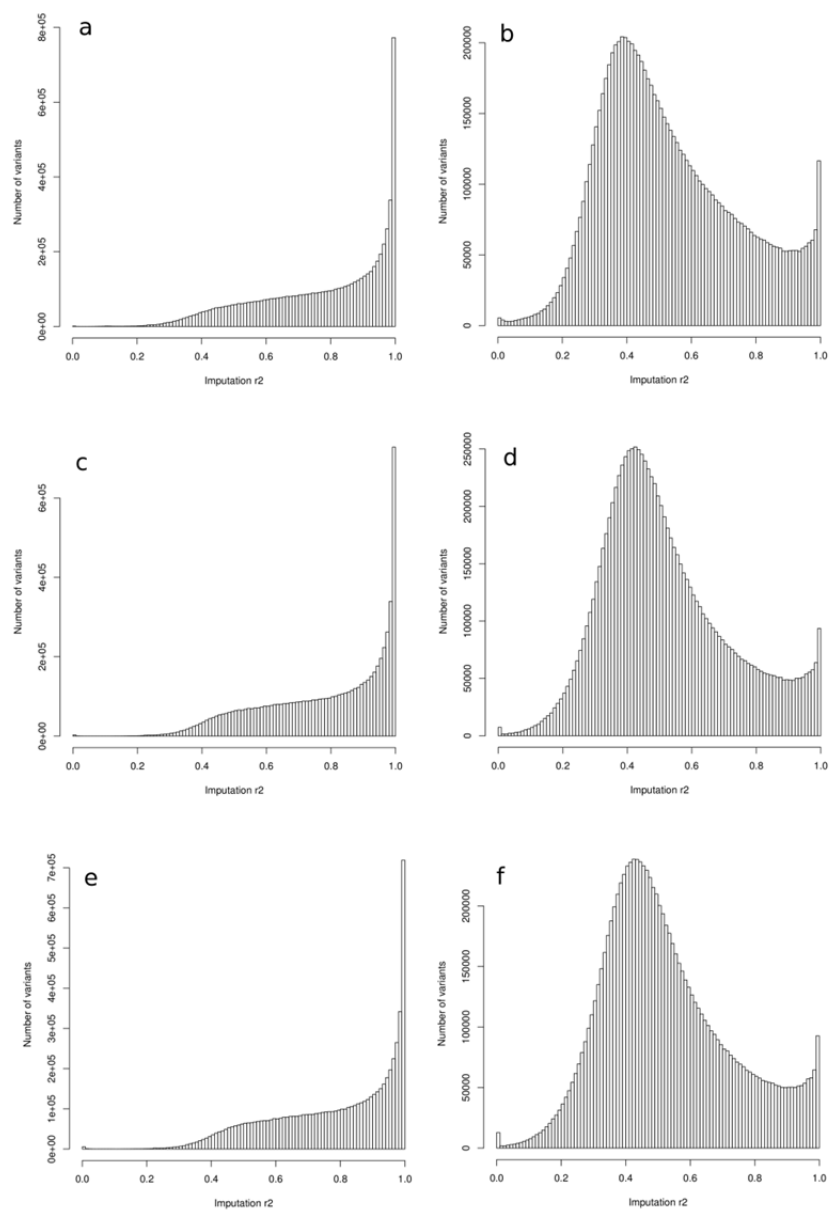 a
8e+05
6e+05
4e+05
2e+05
0e+00
Number of variants
0.0 0.2 0.4 0.6 0.8 1.0
Imputation r2
b
200000
150000
100000
50000
0
Number of variants
0.0 0.2 0.4 0.6 0.8 1.0
Imputation r2
c
6e+05
4e+05
2e+05
0e+00
Number of variants
0.0 0.2 0.4 0.6 0.8 1.0
Imputation r2
d
250000
200000
150000
100000
50000
0
Number of variants
0.0 0.2 0.4 0.6 0.8 1.0
Imputation r2
e
7e+05
6e+05
5e+05
4e+05
3e+05
2e+05
1e+05
0e+00
Number of variants
0.0 0.2 0.4 0.6 0.8 1.0
Imputation r2
f
200000
150000
100000
50000
0
Number of variants
0.0 0.2 0.4 0.6 0.8 1.0
Imputation r2